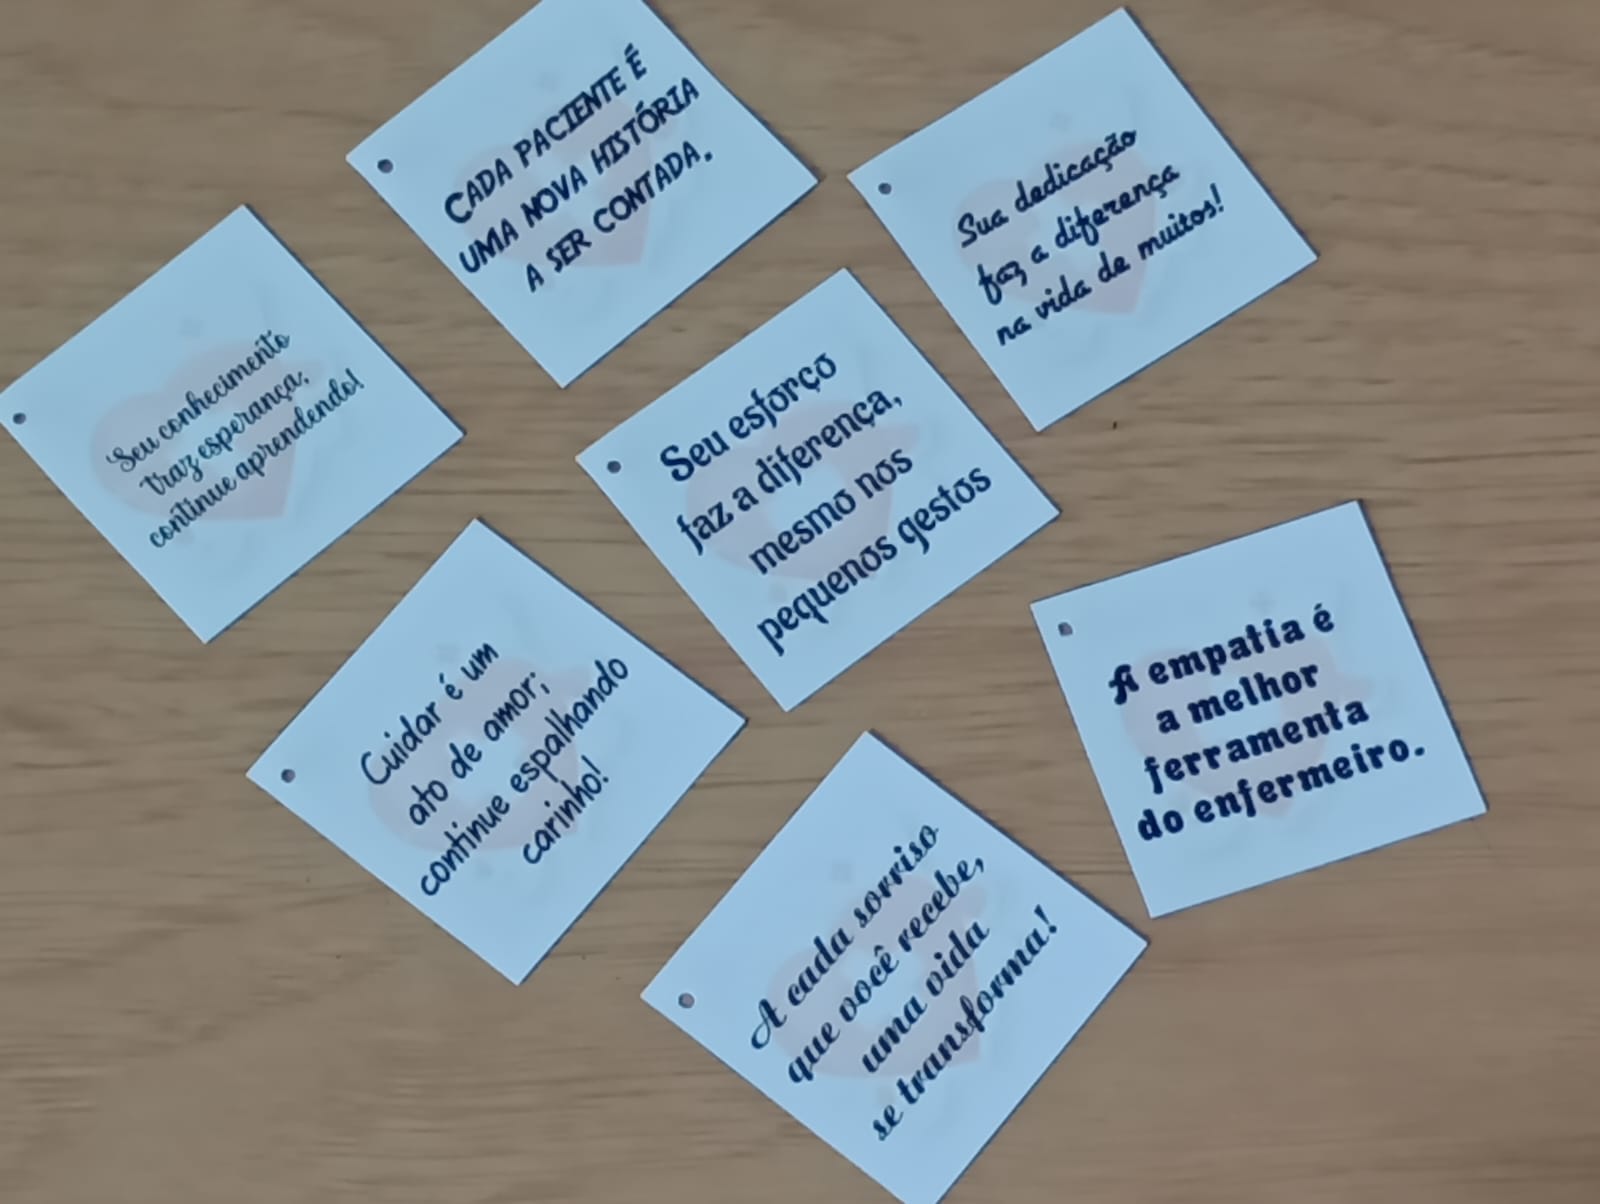 CADA PACIENTE É
UMA NOVA HISTÓRIA
A SER CONTADA.
Sua dedicação
faz a diferença
na vida de muitos!
Seu conhecimento
traz esperança,
continue aprendendo!
Seu esforço
faz a diferença,
mesmo nos
pequenos gestos
Cuidar é um
ato de amor;
continue espalhando
carinho!
A empatia é
a melhor
ferramenta
do enfermeiro.
A cada sorriso
que você recebe,
uma vida
se transforma!